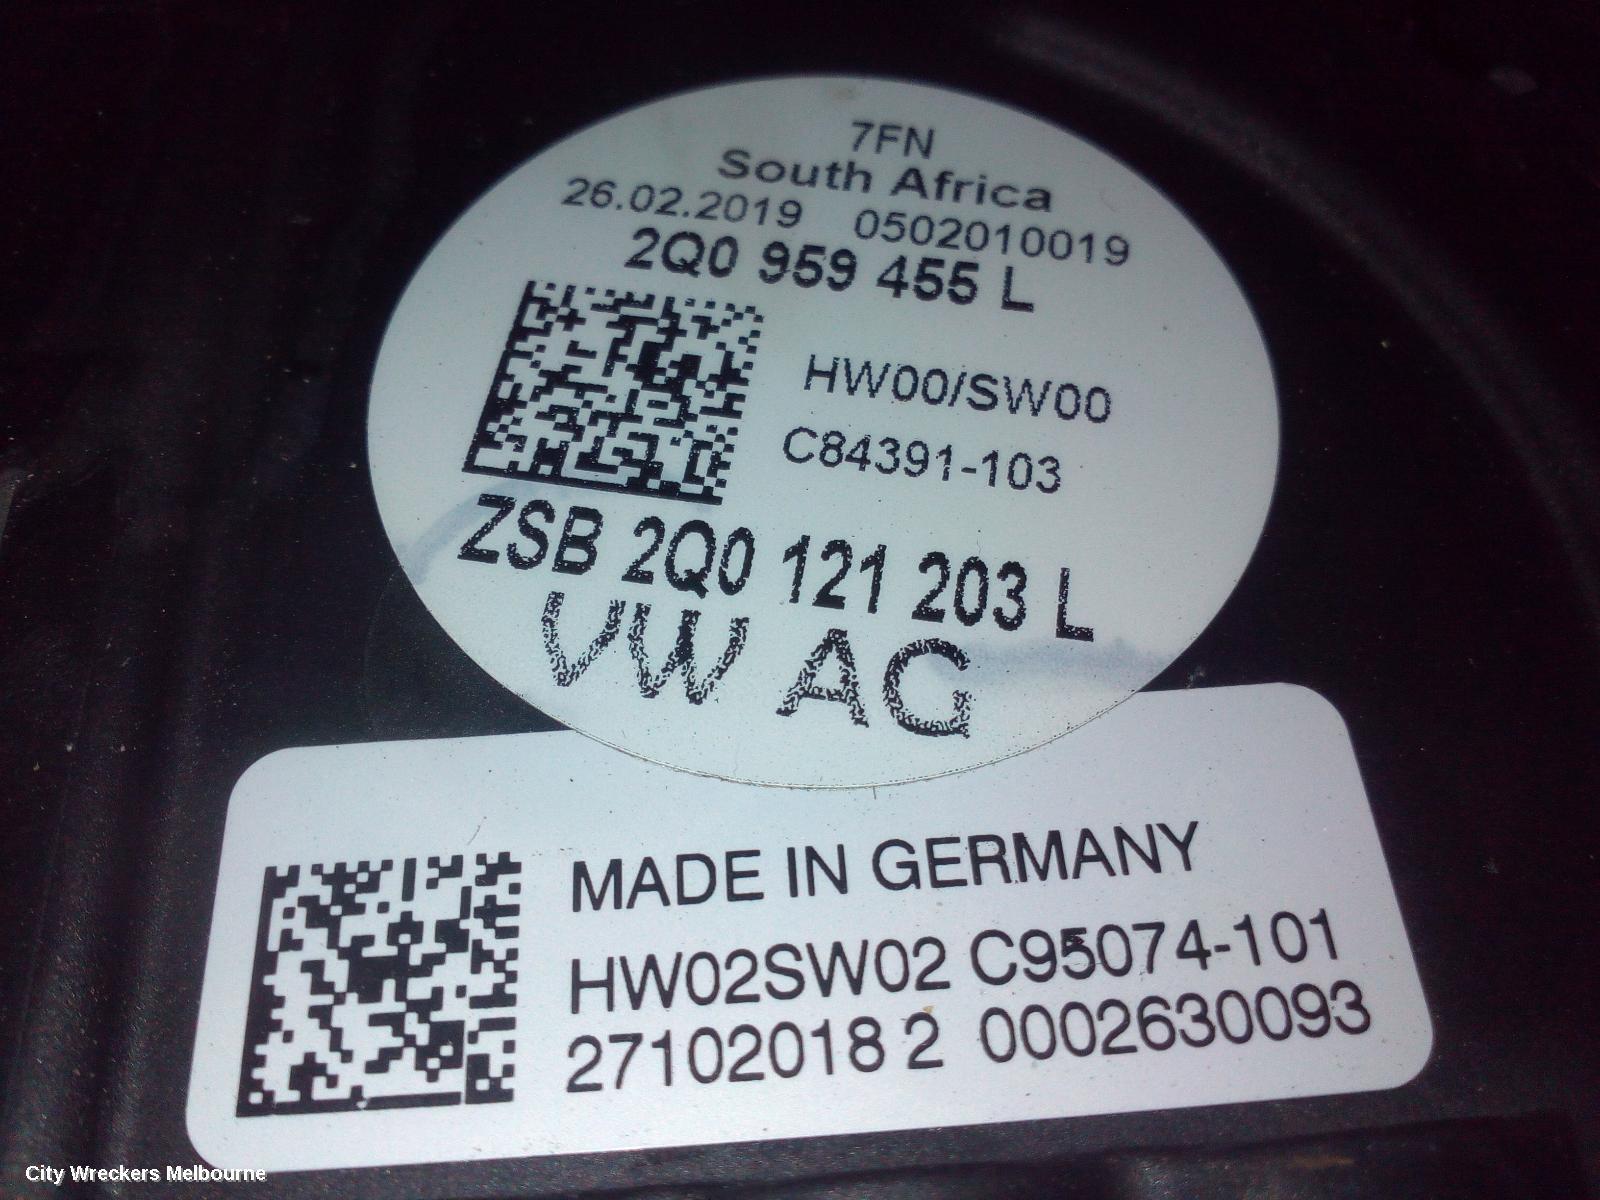 7FN
South Africa
26.02.2019 0502010019
2Q0 959 455 L
HW00/SW00
C84391-103
ZSB 2Q0 121 203 L
VW AG
MADE IN GERMANY
HW02SW02 C95074-101
27102018 2 0002630093
City Wreckers Melbourne